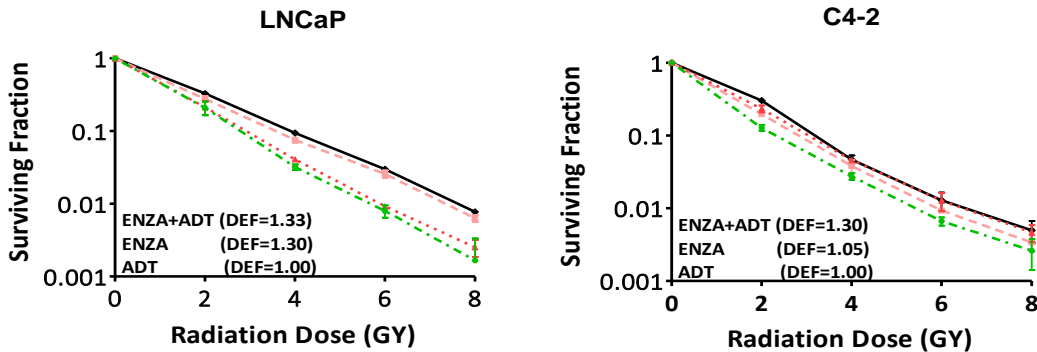 LNCaP
Surviving Fraction
1
0.1
0.01
0.001
ENZA+ADT (DEF=1.33)
ENZA (DEF=1.30)
ADT (DEF=1.00)
0 2 4 6 8
Radiation Dose (GY)
C4-2
Surviving Fraction
1
0.1
0.01
0.001
ENZA+ADT (DEF=1.30)
ENZA (DEF=1.05)
ADT (DEF=1.00)
0 2 4 6 8
Radiation Dose (GY)